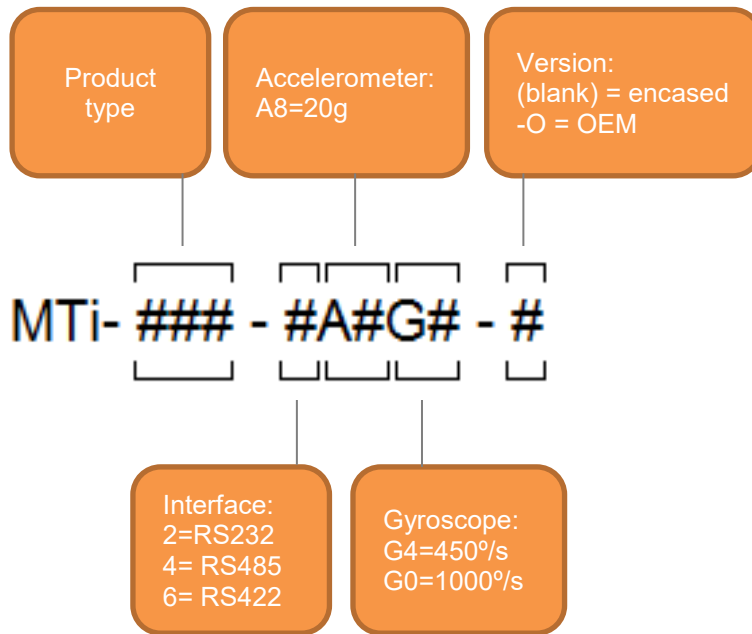 Product
type
Accelerometer:
A8=20g
Version:
(blank) = encased
-O = OEM
MTi- ### - #A#G# - #
Interface:
2=RS232
4= RS485
6= RS422
Gyroscope:
G4=450º/s
G0=1000º/s